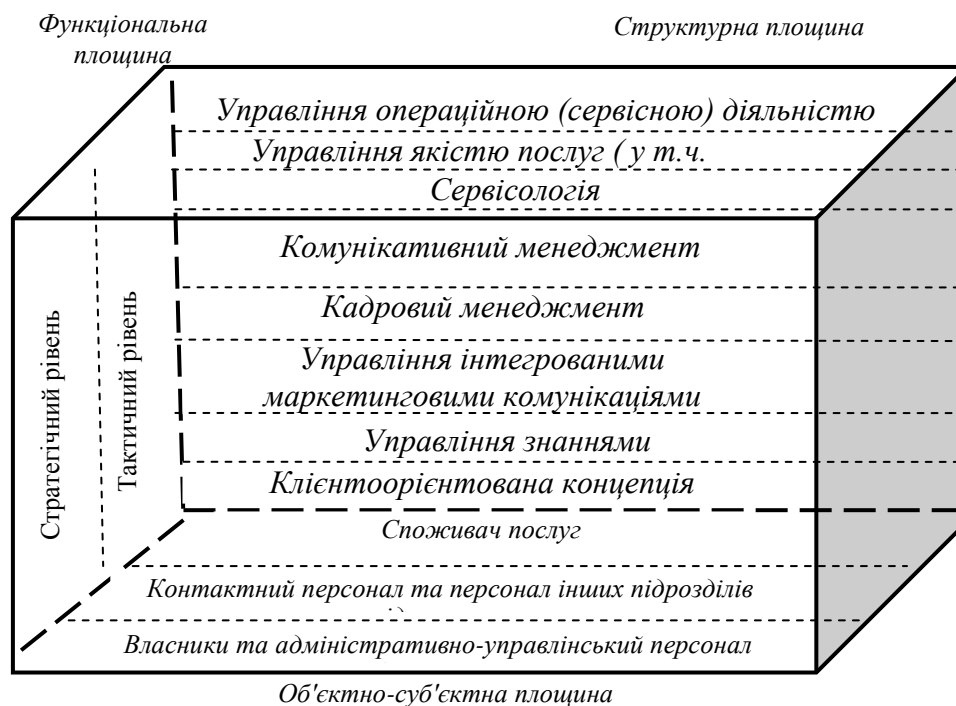 Функціональна
площина
Структурна площина
Управління операційною (сервісною) діяльністю
Управління якістю послуг ( у т.ч.
Сервісологія
Комунікативний менеджмент
Кадровий менеджмент
Управління інтегрованими
маркетинговими комунікаціями
Управління знаннями
Клієнтоорієнтована концепція
Стратегічний рівень
Тактичний рівень
Споживач послуг
Контактний персонал та персонал інших підрозділів
Власники та адміністративно-управлінський персонал
Об'єктно-суб'єктна площина